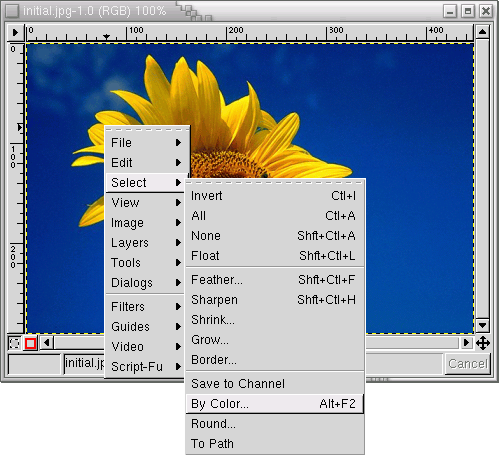 initial.jpg-1.0 (RGB) 100%
0 100 200 300 400
0
100
200
File
Edit
Select
View
Image
Layers
Tools
Dialogs
Filters
Guides
Video
Script-Fu
Invert Ctl+I
All Ctl+A
None Shft+Ctl+A
Float Shft+Ctl+L
Feather... Shft+Ctl+F
Sharpen Shft+Ctl+H
Shrink...
Grow...
Border...
Save to Channel
By Color... Alt+F2
Round...
To Path
initial.jp
Cancel